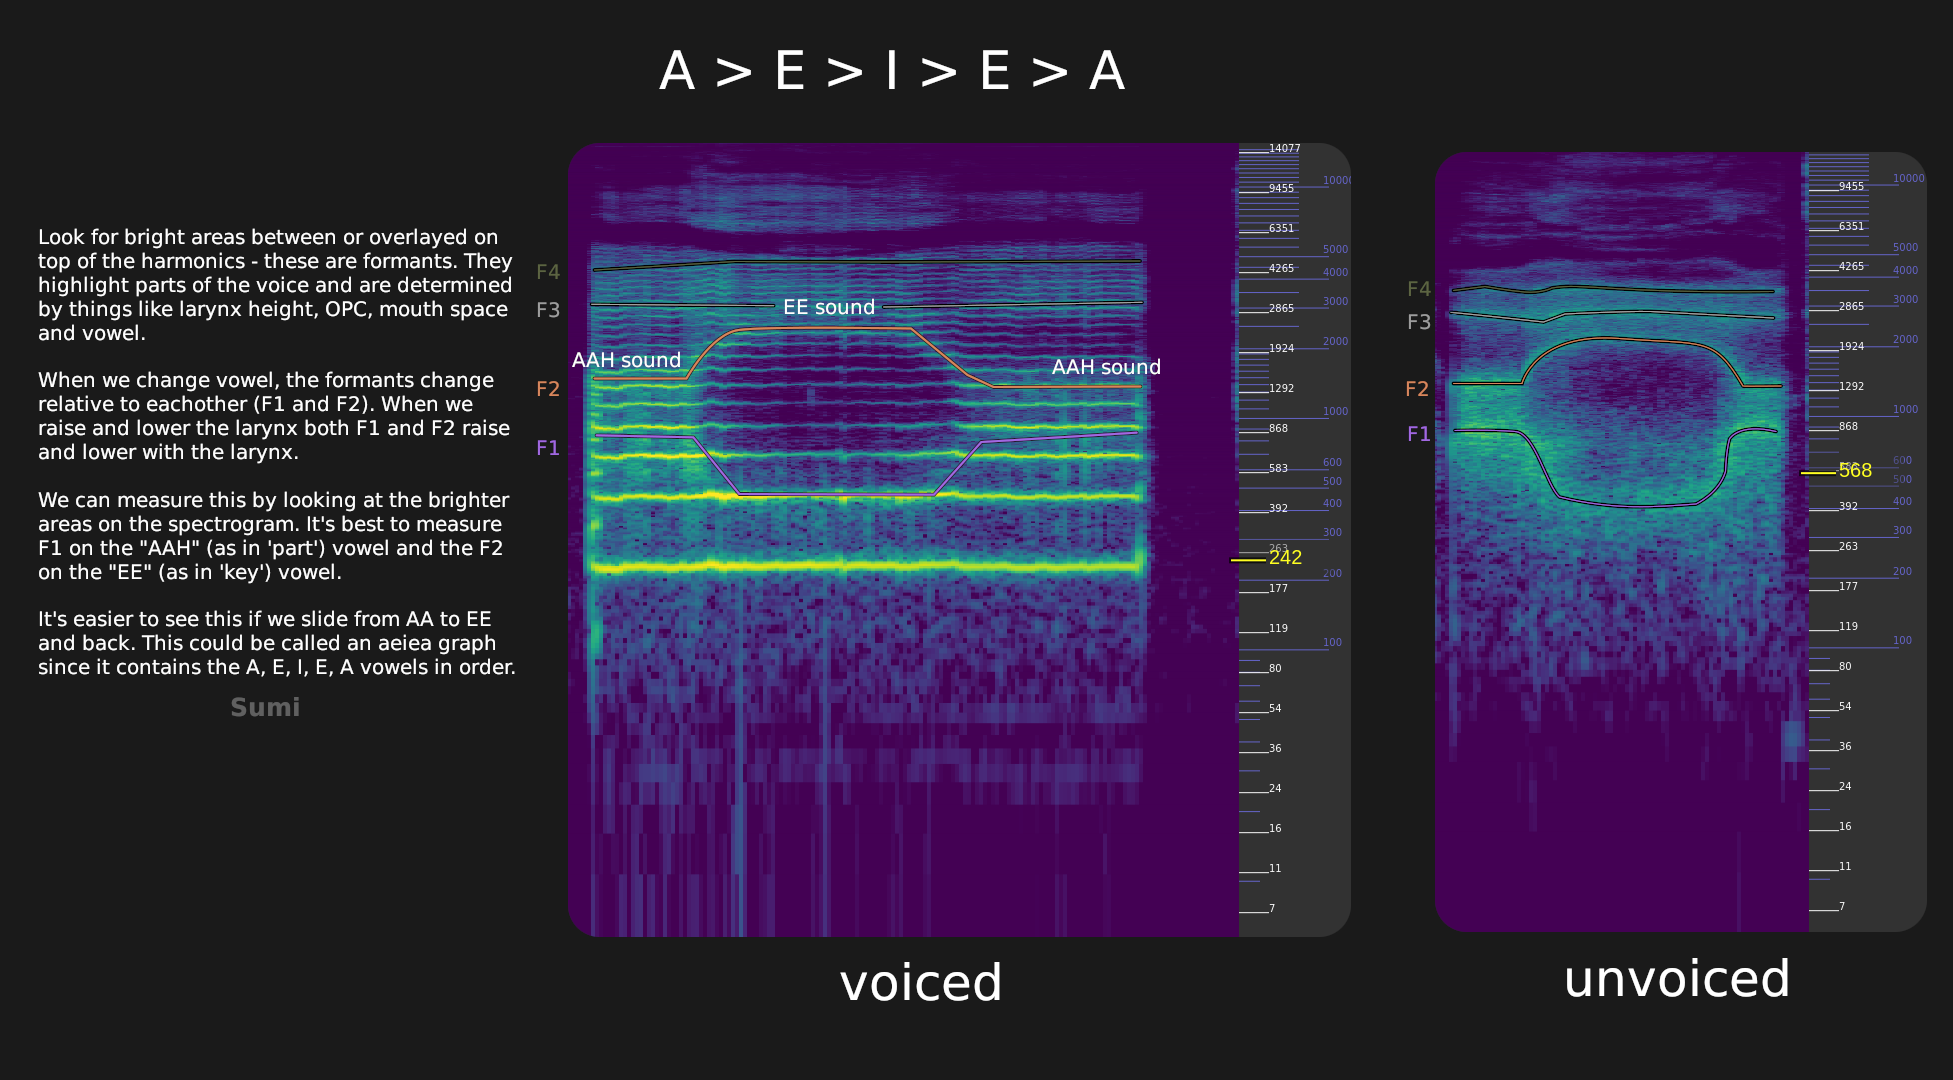 A > E > I > E > A
Look for bright areas between or overlayed on
top of the harmonics - these are formants. They
highlight parts of the voice and are determined
by things like larynx height, OPC, mouth space
and vowel.
When we change vowel, the formants change
relative to eachother (F1 and F2). When we
raise and lower the larynx both F1 and F2 raise
and lower with the larynx.
We can measure this by looking at the brighter
areas on the spectrogram. It's best to measure
F1 on the "AAH" (as in 'part') vowel and the F2
on the "EE" (as in 'key') vowel.
It's easier to see this if we slide from AA to EE
and back. This could be called an aeiea graph
since it contains the A, E, I, E, A vowels in order.
Sumi
F4
F3
F2
F1
EE sound
AAH sound
AAH sound
14077
10000
9455
6351
5000
4265
4000
3000
2865
2000
1924
1292
1000
868
600
583
500
400
392
300
263
242
200
177
119
100
80
54
36
24
16
11
7
voiced
F4
F3
F2
F1
10000
9455
6351
5000
4265
4000
3000
2865
2000
1924
1292
1000
868
600
568
500
400
392
300
263
200
177
119
100
80
54
36
24
16
11
7
unvoiced